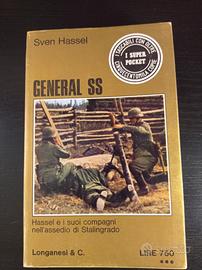 Sven Hassel
I SUPER
POCKET
GENERAL SS
Hassel e i suoi compagni
nell'assedio di Stalingrado
Longanesi & C.
LIRE 750